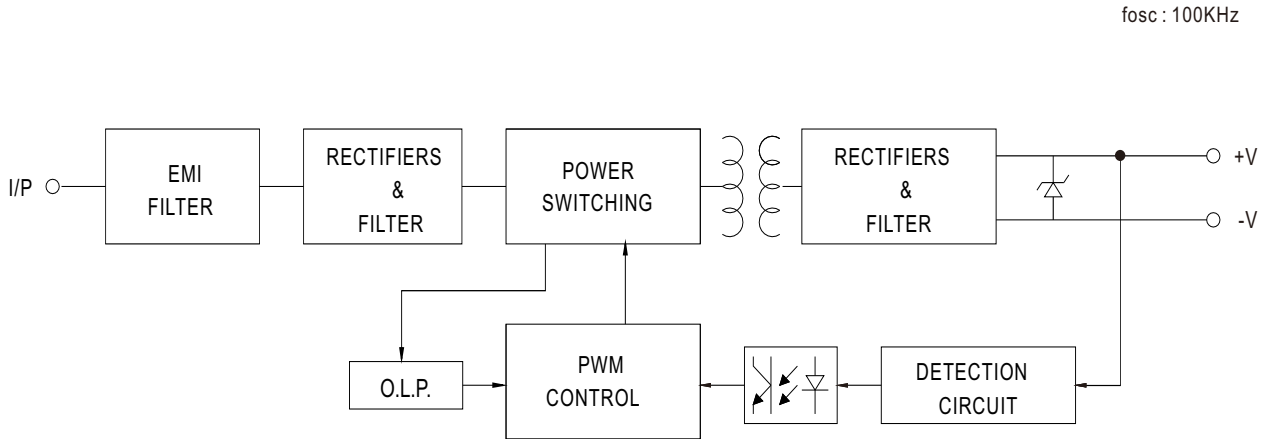 fosc : 100KHz
I/P
EMI
FILTER
RECTIFIERS
&
FILTER
POWER
SWITCHING
RECTIFIERS
&
FILTER
+V
-V
O.L.P.
PWM
CONTROL
DETECTION
CIRCUIT